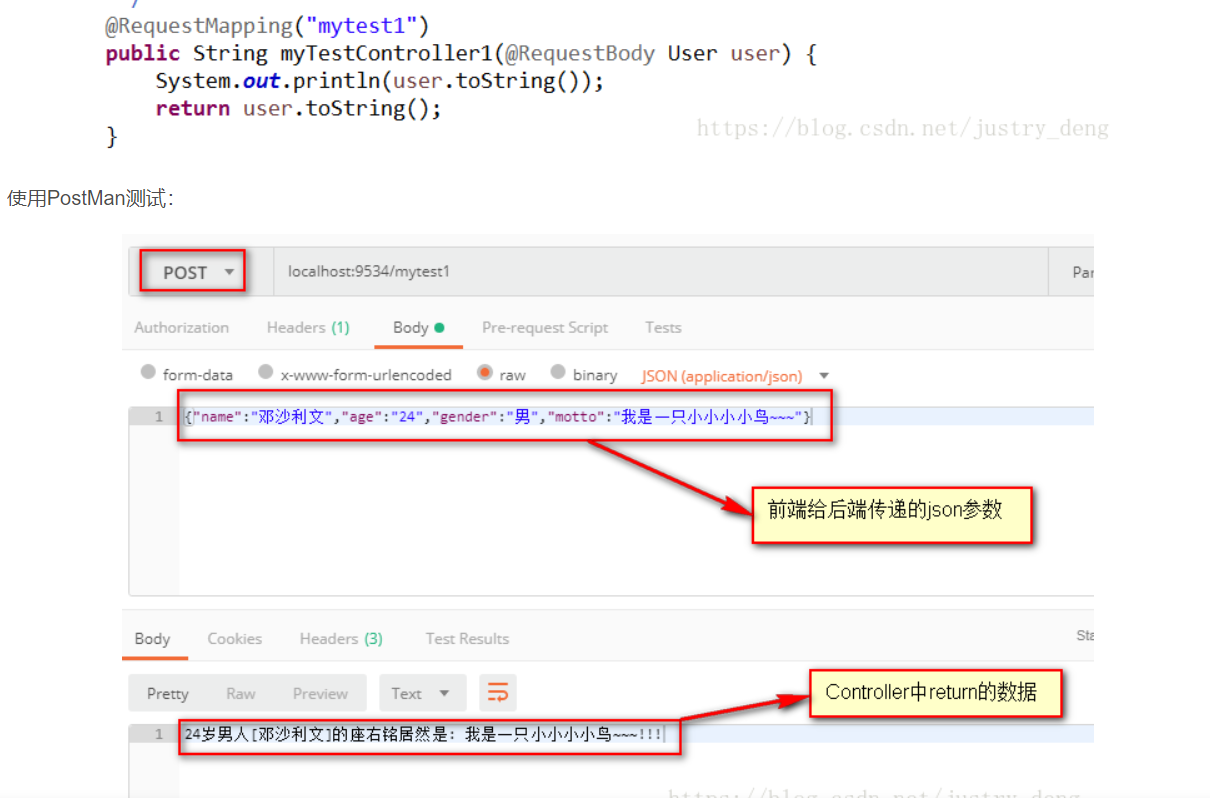 @RequestMapping("mytest1")
public String myTestController1(@RequestBody User user) {
System.out.println(user.toString());
return user.toString();
}
https://blog.csdn.net/justry_deng
使用PostMan测试：
POST
localhost:9534/mytest1
Par
Authorization
Headers (1)
Body
Pre-request Script
Tests
form-data
x-www-form-urlencoded
raw
binary
JSON (application/json)
1
{"name":"邓沙利文","age":"24","gender":"男","motto":"我是一只小小小小鸟~~~"}
前端给后端传递的json参数
Body
Cookies
Headers (3)
Test Results
Sta
Controller中return的数据
Pretty
Raw
Preview
Text
1
24岁男人[邓沙利文]的座右铭居然是: 我是一只小小小小鸟~~~!!!
https://blog.csdn.net/justry_deng